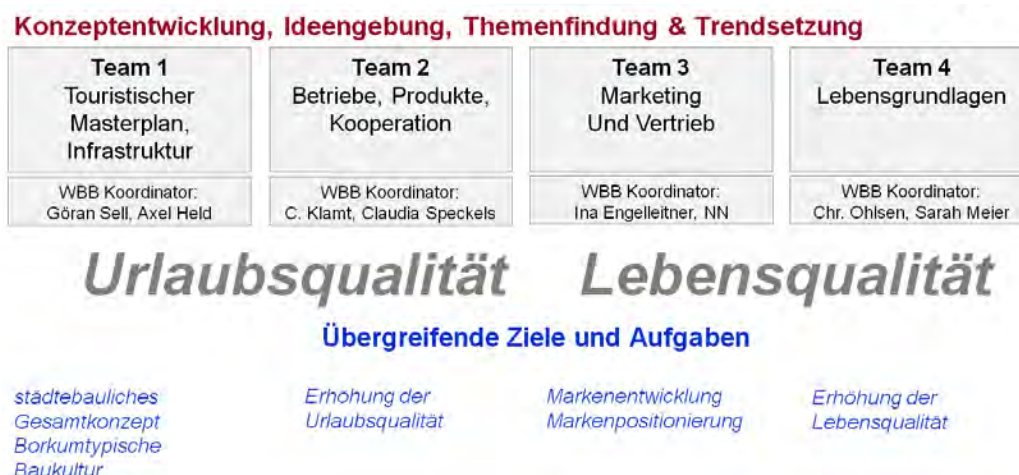 Konzeptentwicklung, Ideengebung, Themenfindung & Trendsetzung
Team 1
Touristischer
Masterplan,
Infrastruktur
WBB Koordinator:
Göran Sell, Axel Held
Team 2
Betriebe, Produkte,
Kooperation
WBB Koordinator:
C. Klamt, Claudia Speckels
Team 3
Marketing
Und Vertrieb
WBB Koordinator:
Ina Engelleitner, NN
Team 4
Lebensgrundlagen
WBB Koordinator:
Chr. Ohlsen, Sarah Meier
Urlaubsqualität Lebensqualität
Übergreifende Ziele und Aufgaben
städtebauliches
Gesamtkonzept
Borkumtypische
Baukultur
Erhöhung der
Urlaubsqualität
Markenentwicklung
Markenpositionierung
Erhöhung der
Lebensqualität